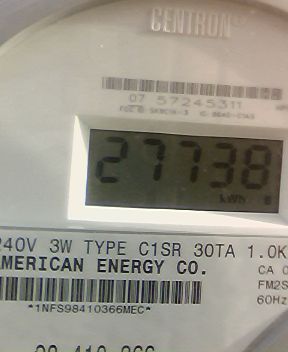 CENTRON®
07 57245311
27738
kWh
240V 3W TYPE C1SR 30TA 1.0K
AMERICAN ENERGY CO.
CA 0
FM2S
60Hz
*1NFS98410366MEC*